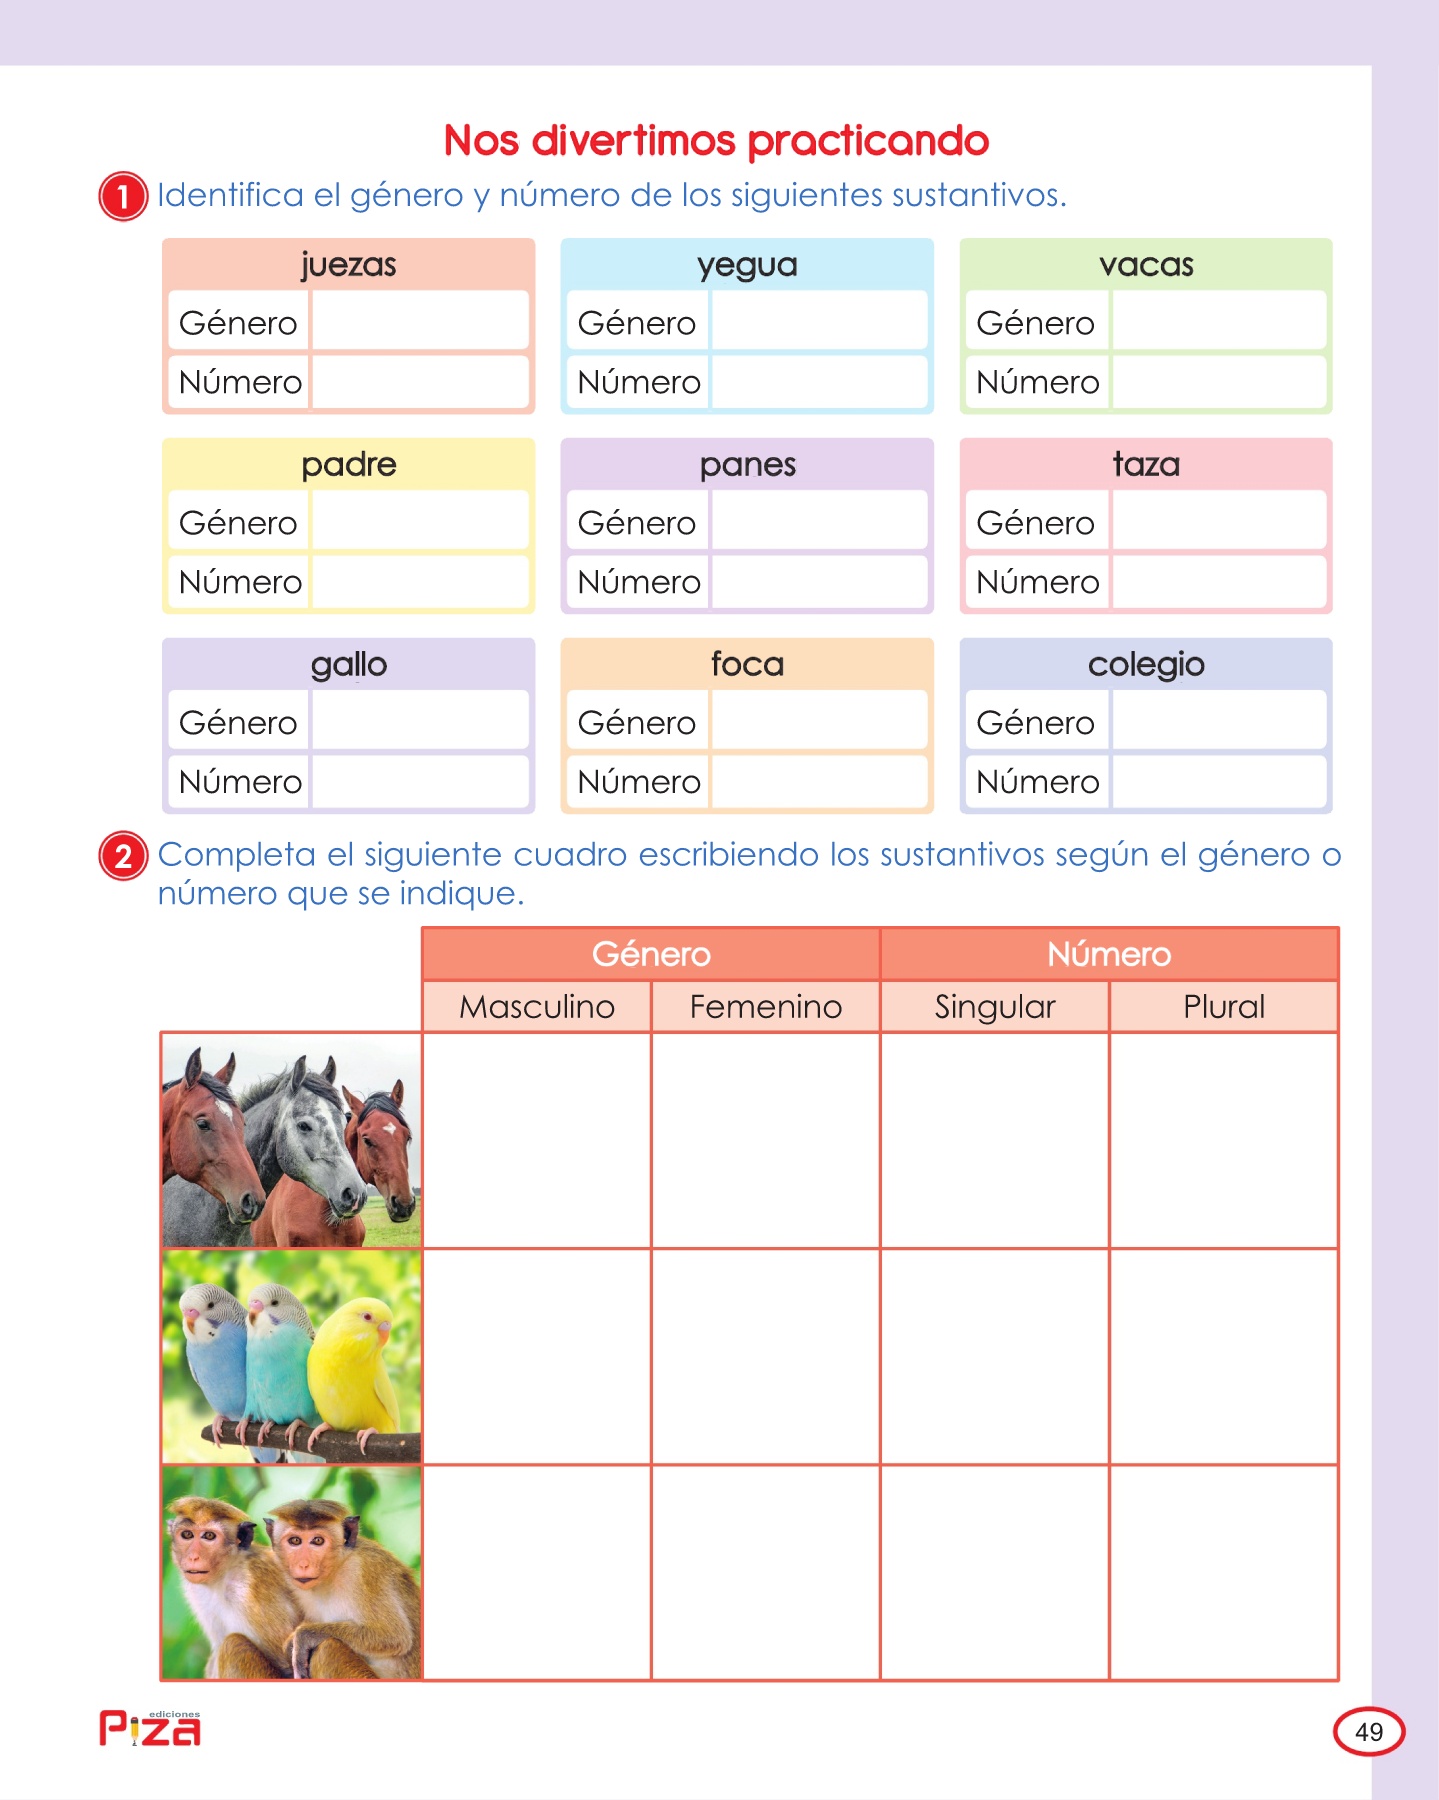 Nos divertimos practicando
1 Identifica el género y número de los siguientes sustantivos.
juezas yegua vacas
Género Género Género
Número Número Número
padre panes taza
Género Género Género
Número Número Número
gallo foca colegio
Género Género Género
Número Número Número
2 Completa el siguiente cuadro escribiendo los sustantivos según el género o
número que se indique.
Género Número
Masculino Femenino Singular Plural
ediciones
Piza
49